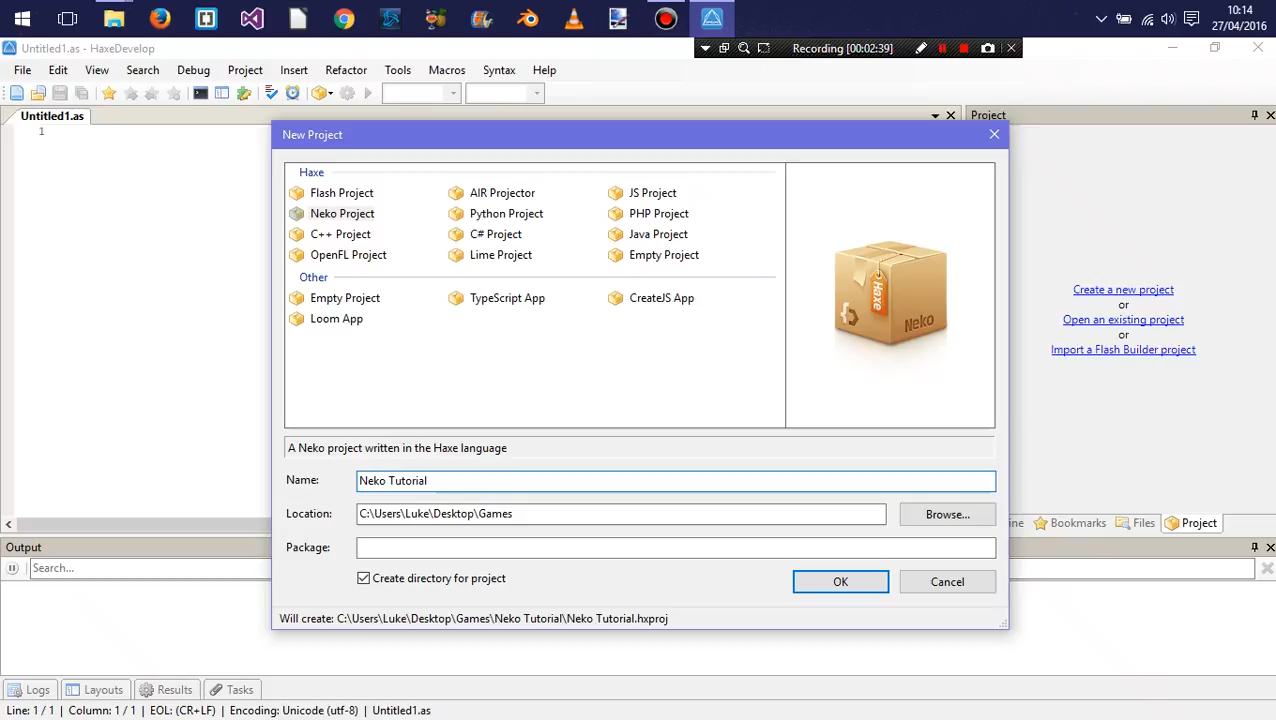 10:14
27/04/2016
Untitled1.as - HaxeDevelop
Recording [00:02:39]
File Edit View Search Debug Project Insert Refactor Tools Macros Syntax Help
Untitled1.as
Project
1
New Project
Haxe
Flash Project AIR Projector JS Project
Neko Project Python Project PHP Project
C++ Project C# Project Java Project
OpenFL Project Lime Project Empty Project
Other
Empty Project TypeScript App CreateJS App
Loom App
Haxe
Neko
Create a new project
or
Open an existing project
or
Import a Flash Builder project
A Neko project written in the Haxe language
Name: Neko Tutorial
Location: C:\Users\Luke\Desktop\Games Browse...
Package:
Create directory for project
OK Cancel
Will create: C:\Users\Luke\Desktop\Games\Neko Tutorial\Neko Tutorial.hxproj
ine Bookmarks Files Project
Output
Search...
Logs Layouts Results Tasks
Line: 1 / 1 | Column: 1 / 1 | EOL: (CR+LF) | Encoding: Unicode (utf-8) | Untitled1.as